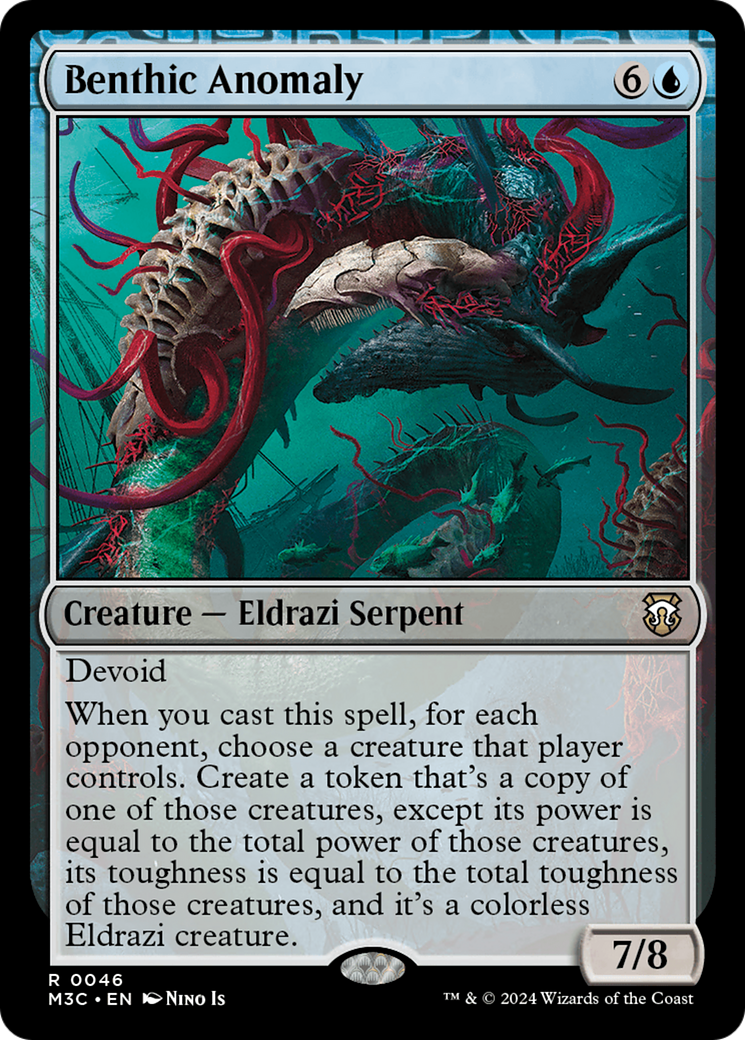 Benthic Anomaly 6
Creature — Eldrazi Serpent
Devoid
When you cast this spell, for each
opponent, choose a creature that player
controls. Create a token that's a copy of
one of those creatures, except its power is
equal to the total power of those creatures,
its toughness is equal to the total toughness
of those creatures, and it's a colorless
Eldrazi creature.
7/8
R 0046
M3C • EN Nino Is
™ & © 2024 Wizards of the Coast